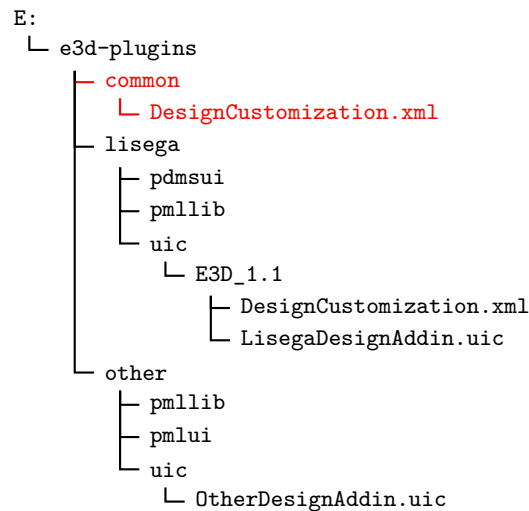 E:
e3d-plugins
common
DesignCustomization.xml
lisega
pdmsui
pmllib
uic
E3D_1.1
DesignCustomization.xml
LisegaDesignAddin.uic
other
pmllib
pmlui
uic
OtherDesignAddin.uic